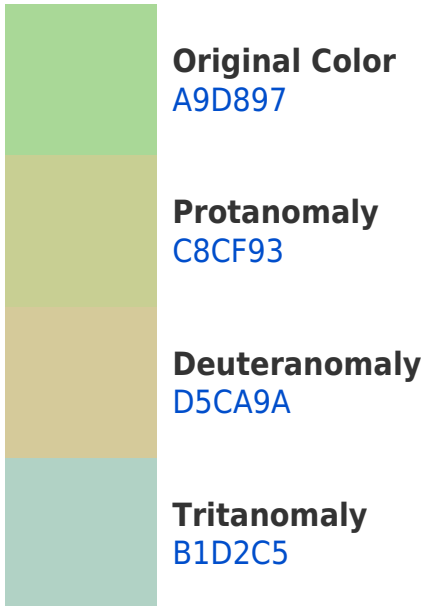 Original Color
A9D897
Protanomaly
C8CF93
Deuteranomaly
D5CA9A
Tritanomaly
B1D2C5